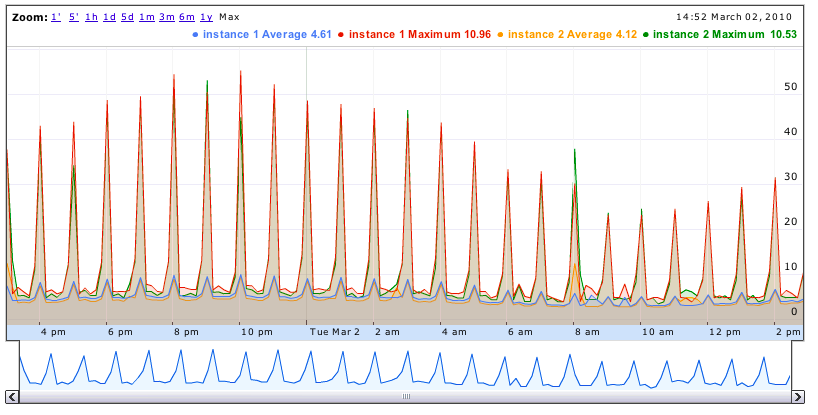 Zoom: 1' 5' 1h 1d 5d 1m 3m 6m 1y Max 14:52 March 02, 2010
instance 1 Average 4.61 instance 1 Maximum 10.96 instance 2 Average 4.12 instance 2 Maximum 10.53
50
40
30
20
10
0
4 pm 6 pm 8 pm 10 pm Tue Mar 2 2 am 4 am 6 am 8 am 10 am 12 pm 2 pm